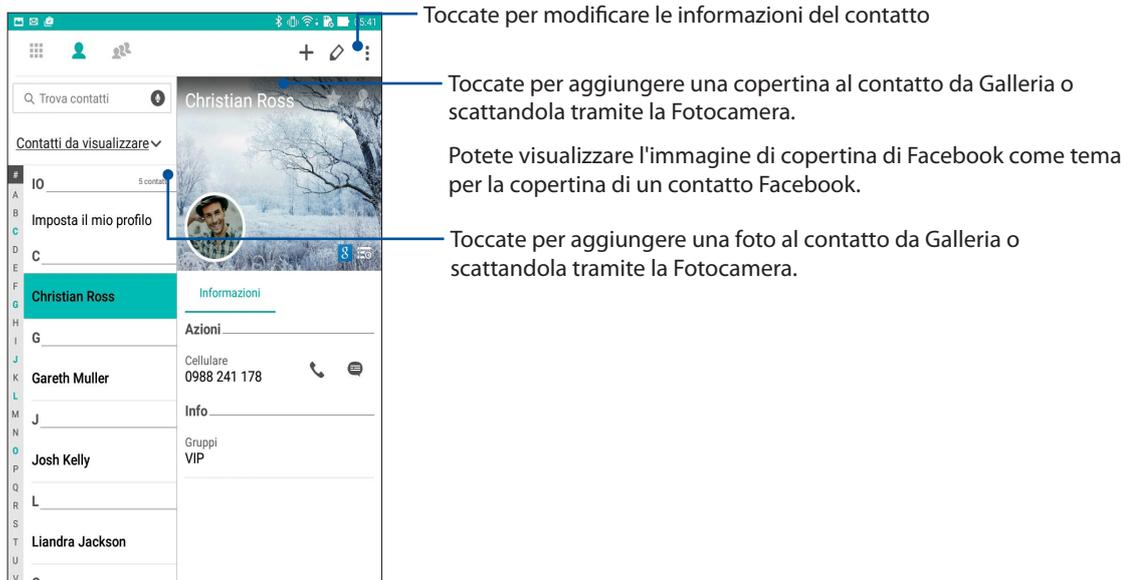 05:41
Toccate per modificare le informazioni del contatto
Toccate per aggiungere una copertina al contatto da Galleria o
scattandola tramite la Fotocamera.
Potete visualizzare l'immagine di copertina di Facebook come tema
per la copertina di un contatto Facebook.
Toccate per aggiungere una foto al contatto da Galleria o
scattandola tramite la Fotocamera.
Trova contatti
Contatti da visualizzare
#
A
B
C
D
E
F
G
H
I
J
K
L
M
N
O
P
Q
R
S
T
U
V
IO
5 contatti
Imposta il mio profilo
C
Christian Ross
G
Gareth Muller
J
Josh Kelly
L
Liandra Jackson
Christian Ross
8
Informazioni
Azioni
Cellulare
0988 241 178
Info
Gruppi
VIP